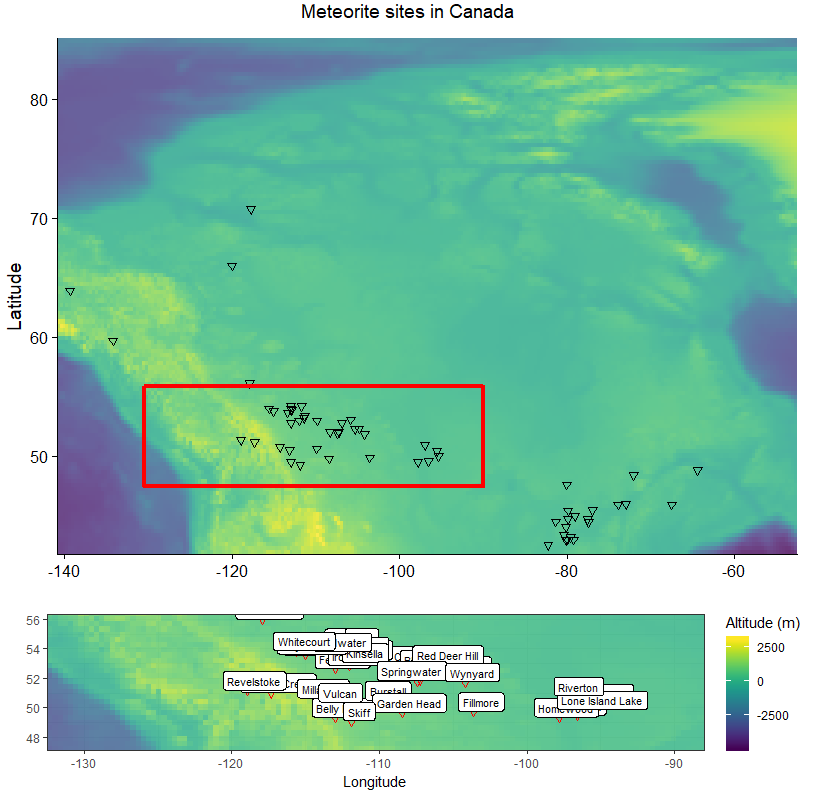 Meteorite sites in Canada
Latitude
80
70
60
50
-140
-120
-100
-80
-60
56
54
52
50
48
Whitecourt
water
Kinsella
Red Deer Hill
Springwater
Wynyard
Revelstoke
Vulcan
Burstall
Garden Head
Belly
Skiff
Fillmore
Riverton
Lone Island Lake
Homewood
-130
-120
-110
-100
-90
Longitude
Altitude (m)
2500
0
-2500